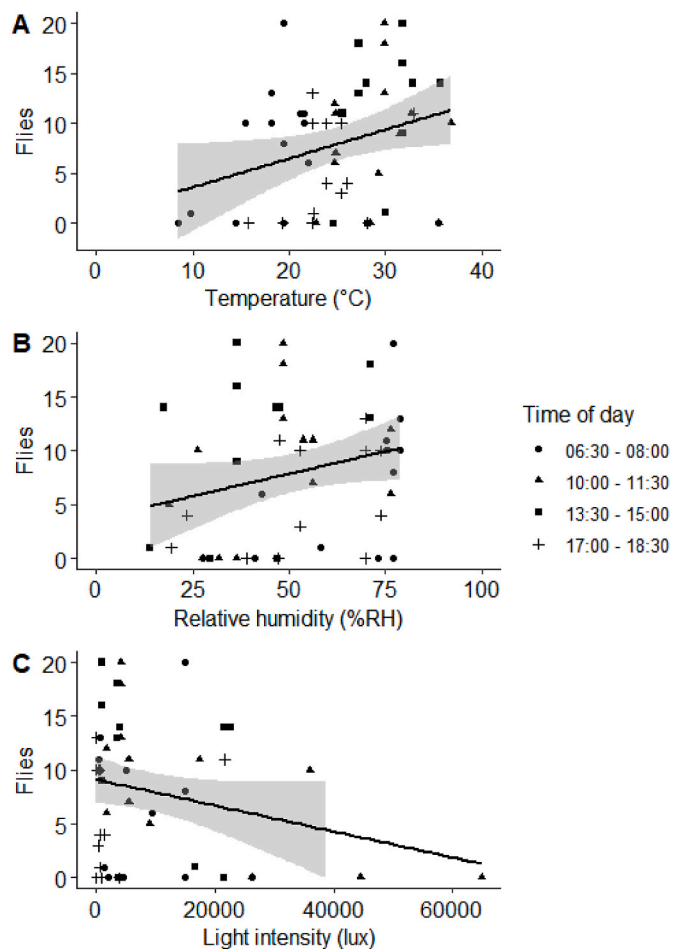 A
20
15
10
5
0
Flies
0
10
20
30
40
Temperature (°C)
B
20
15
10
5
0
Flies
0
25
50
75
100
Relative humidity (%RH)
Time of day
06:30 - 08:00
10:00 - 11:30
13:30 - 15:00
17:00 - 18:30
C
20
15
10
5
0
Flies
0
20000
40000
60000
Light intensity (lux)